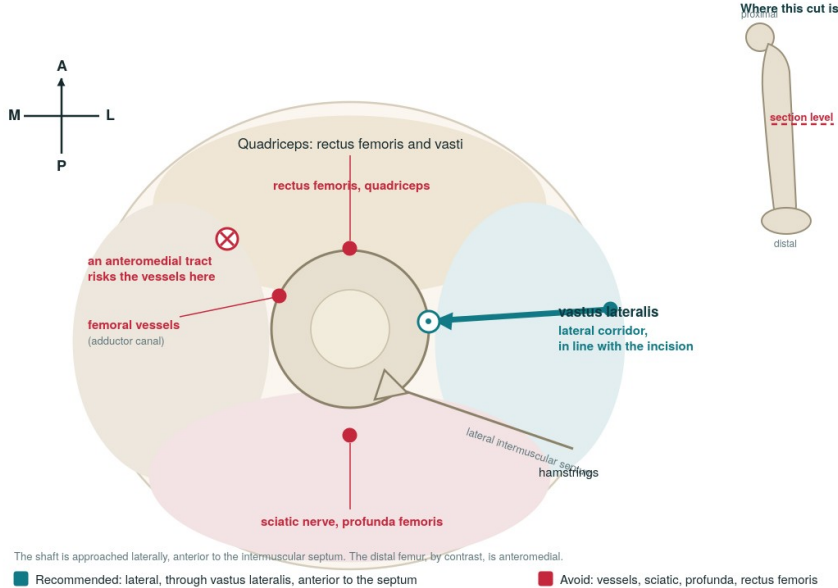 Where this cut is
proximal
A
M
L
P
section level
distal
Quadriceps: rectus femoris and vasti
rectus femoris, quadriceps
an anteromedial tract
risks the vessels here
femoral vessels
(adductor canal)
vastus lateralis
lateral corridor,
in line with the incision
lateral intermuscular septum
hamstrings
sciatic nerve, profunda femoris
The shaft is approached laterally, anterior to the intermuscular septum. The distal femur, by contrast, is anteromedial.
Recommended: lateral, through vastus lateralis, anterior to the septum
Avoid: vessels, sciatic, profunda, rectus femoris